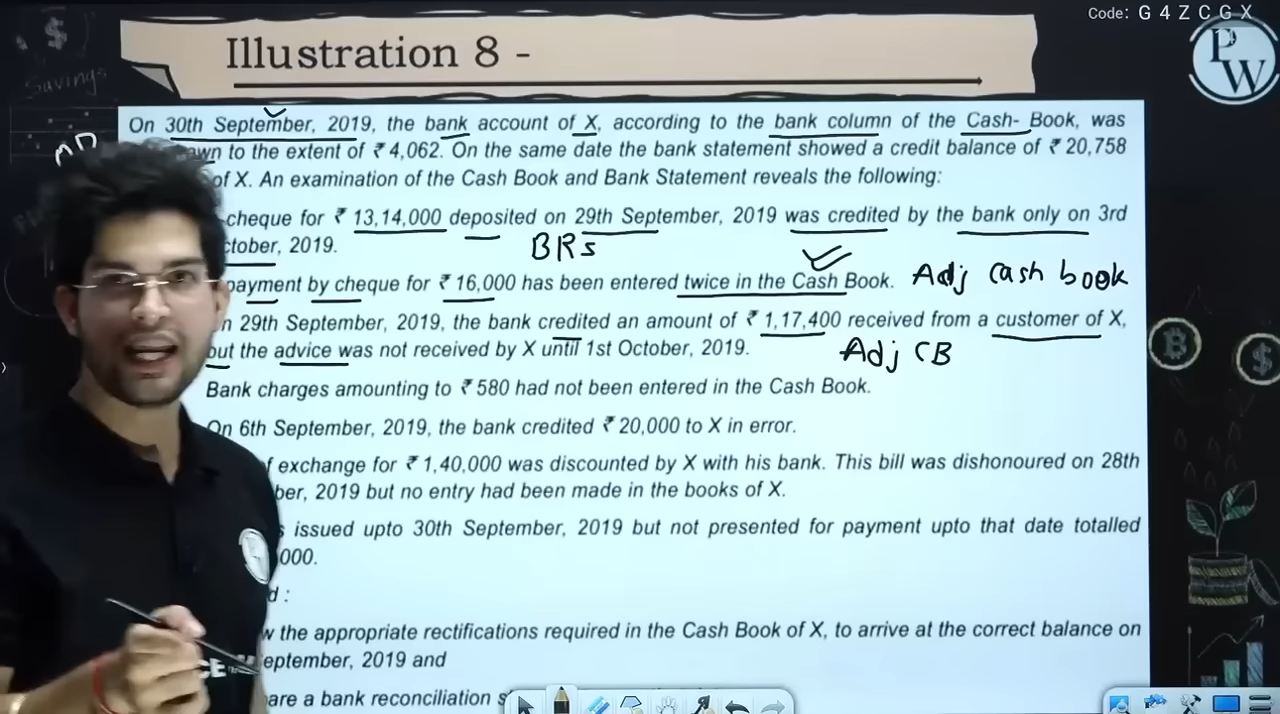 Code: G 4 Z C G X
PW
Illustration 8 -
Savings
On 30th September, 2019, the bank account of X, according to the bank column of the Cash- Book, was
to the extent of ₹ 4,062. On the same date the bank statement showed a credit balance of ₹ 20,758
of X. An examination of the Cash Book and Bank Statement reveals the following:
cheque for ₹ 13,14,000 deposited on 29th September, 2019 was credited by the bank only on 3rd
2019.
BRS
payment by cheque for ₹ 16,000 has been entered twice in the Cash Book.
Adj cash book
29th September, 2019, the bank credited an amount of ₹ 1,17,400 received from a customer of X,
but the advice was not received by X until 1st October, 2019.
Adj CB
Bank charges amounting to ₹ 580 had not been entered in the Cash Book.
On 6th September, 2019, the bank credited ₹ 20,000 to X in error.
exchange for ₹ 1,40,000 was discounted by X with his bank. This bill was dishonoured on 28th
2019 but no entry had been made in the books of X.
issued upto 30th September, 2019 but not presented for payment upto that date totalled
000.
the appropriate rectifications required in the Cash Book of X, to arrive at the correct balance on
2019 and
a bank reconciliation